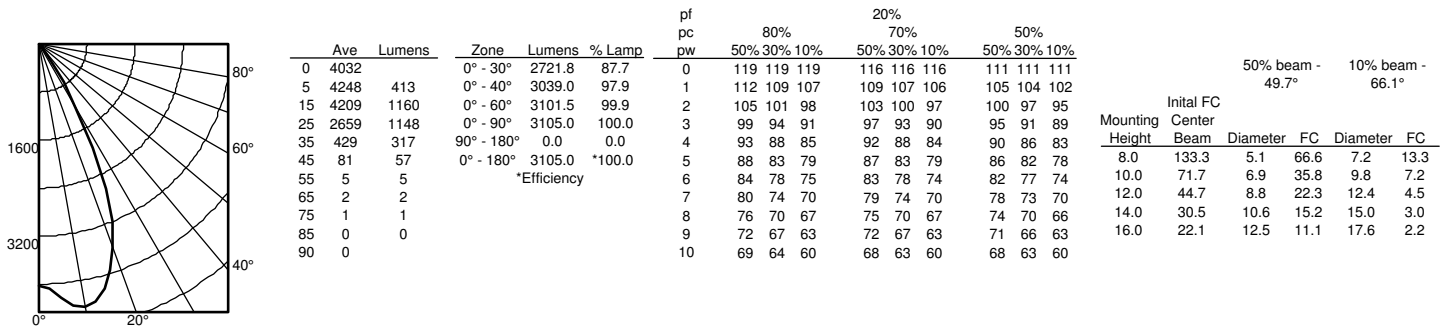 80°
60°
40°
20°
0°
1600
3200
Ave Lumens
0 4032
5 4248 413
15 4209 1160
25 2659 1148
35 429 317
45 81 57
55 5 5
65 2 2
75 1 1
85 0 0
90 0
Zone Lumens % Lamp
0° - 30° 2721.8 87.7
0° - 40° 3039.0 97.9
0° - 60° 3101.5 99.9
0° - 90° 3105.0 100.0
90° - 180° 0.0 0.0
0° - 180° 3105.0 *100.0
*Efficiency
pf 20%
pc 80% 70% 50%
pw 50% 30% 10% 50% 30% 10% 50% 30% 10%
0 119 119 119 116 116 116 111 111 111
1 112 109 107 109 107 106 105 104 102
2 105 101 98 103 100 97 100 97 95
3 99 94 91 97 93 90 95 91 89
4 93 88 85 92 88 84 90 86 83
5 88 83 79 87 83 79 86 82 78
6 84 78 75 83 78 74 82 77 74
7 80 74 70 79 74 70 78 73 70
8 76 70 67 75 70 67 74 70 66
9 72 67 63 72 67 63 71 66 63
10 69 64 60 68 63 60 68 63 60
50% beam - 10% beam -
49.7° 66.1°
Inital FC
Mounting Center
Height Beam Diameter FC Diameter FC
8.0 133.3 5.1 66.6 7.2 13.3
10.0 71.7 6.9 35.8 9.8 7.2
12.0 44.7 8.8 22.3 12.4 4.5
14.0 30.5 10.6 15.2 15.0 3.0
16.0 22.1 12.5 11.1 17.6 2.2